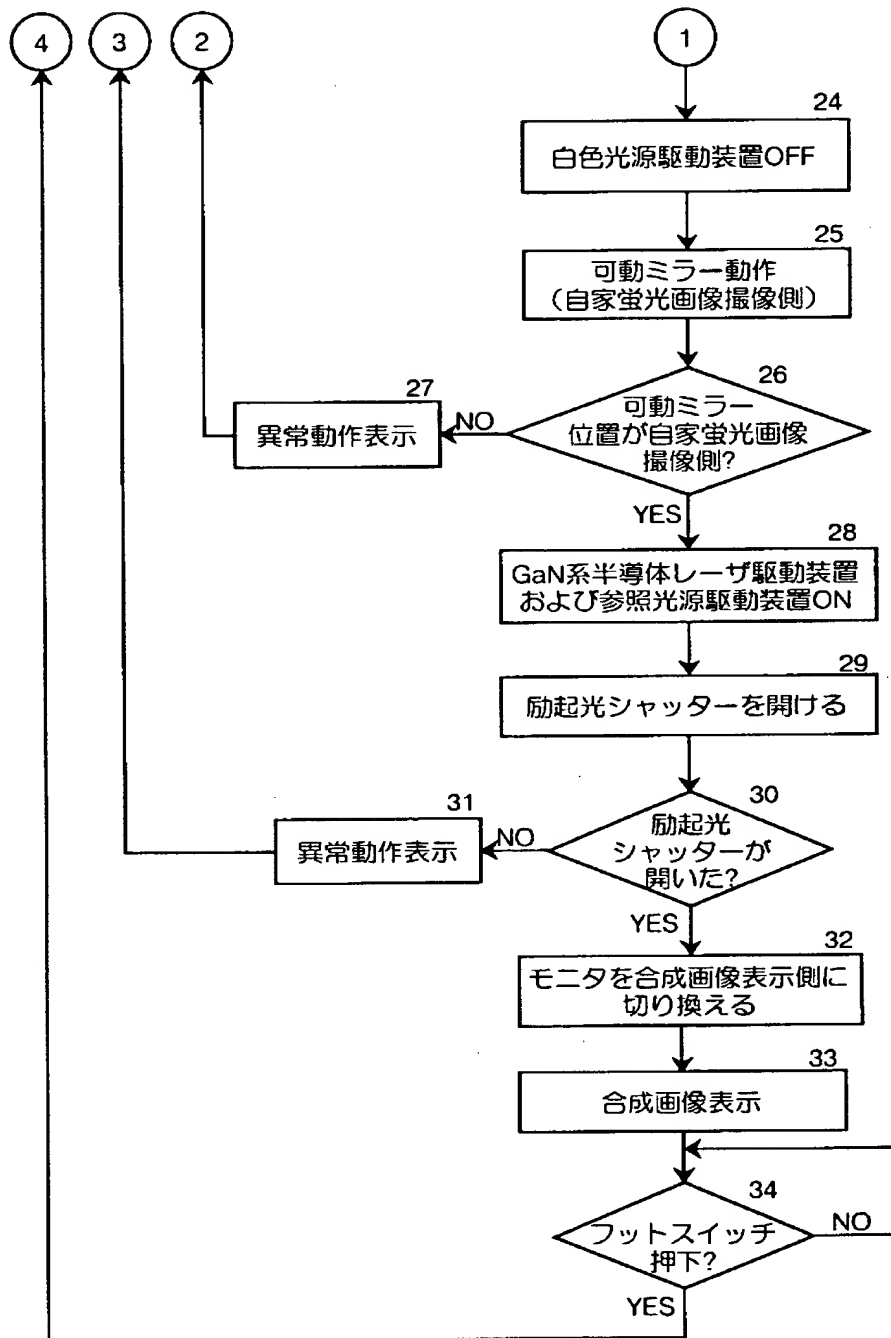 4
3
2
1
24
白色光源駆動装置OFF
25
可動ミラー動作
（自家蛍光画像撮像側）
26
可動ミラー
位置が自家蛍光画像
撮像側?
NO
27
異常動作表示
YES
28
GaN系半導体レーザ駆動装置
および参照光源駆動装置ON
29
励起光シャッターを開ける
30
励起光
シャッターが
開いた?
NO
31
異常動作表示
YES
32
モニタを合成画像表示側に
切り換える
33
合成画像表示
34
フットスイッチ
押下?
NO
YES